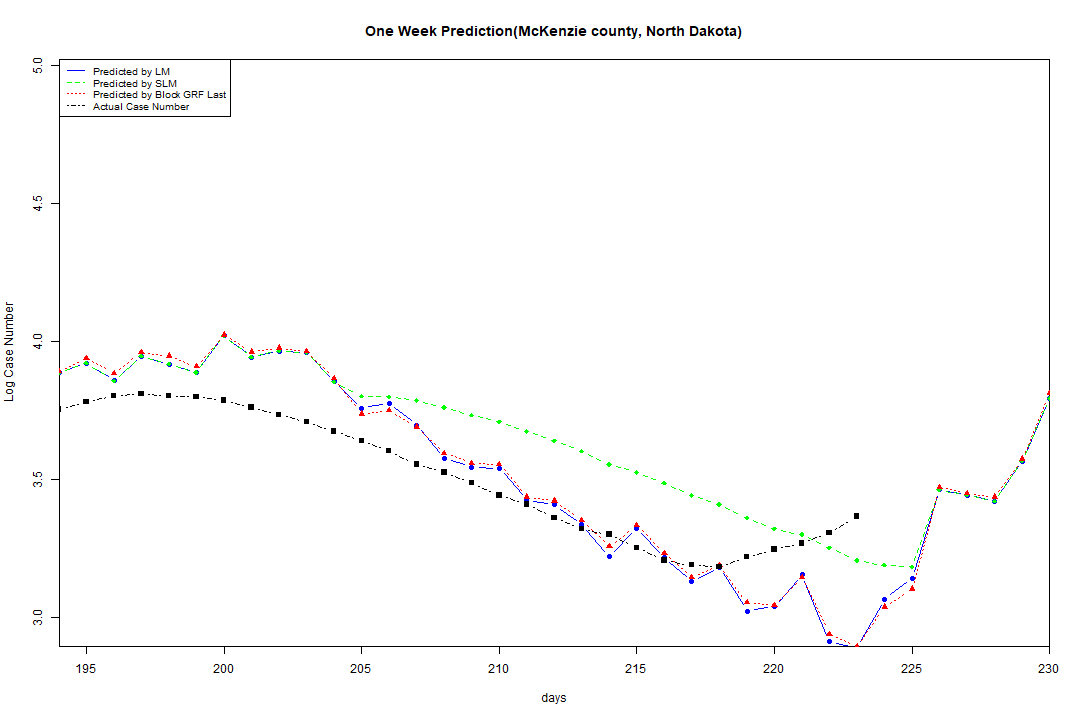 One Week Prediction(McKenzie county, North Dakota)
Predicted by LM
Predicted by SLM
Predicted by Block GRF Last
Actual Case Number
5.0
4.5
4.0
3.5
3.0
Log Case Number
195 200 205 210 215 220 225 230
days